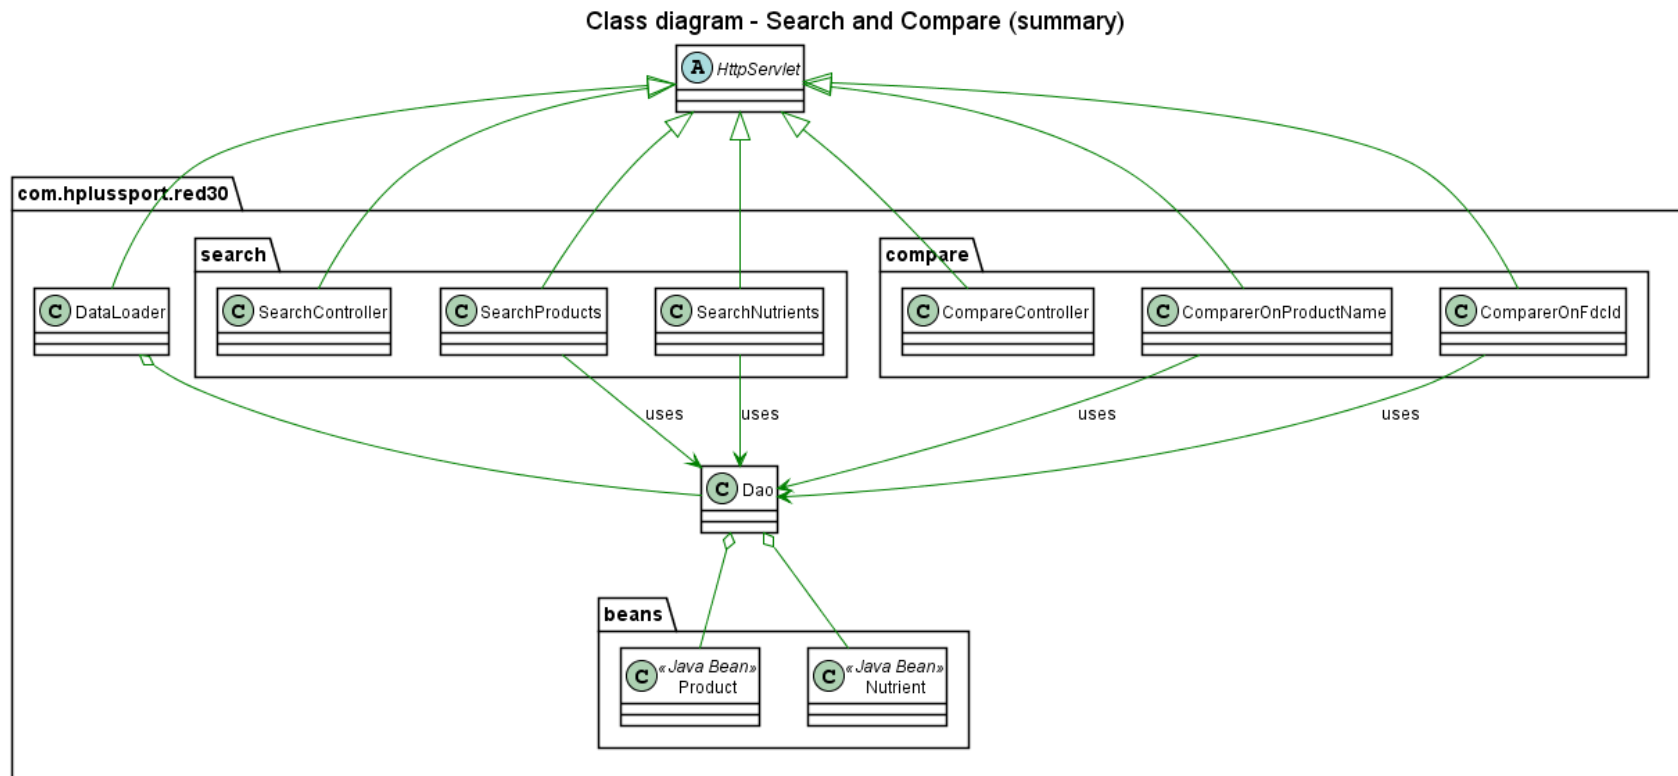 Class diagram - Search and Compare (summary)
A HttpServlet
com.hplussport.red30
search
compare
C DataLoader
C SearchController
C SearchProducts
C SearchNutrients
C CompareController
C ComparerOnProductName
C ComparerOnFdcId
uses
uses
uses
uses
C Dao
beans
C «Java Bean»
Product
C «Java Bean»
Nutrient